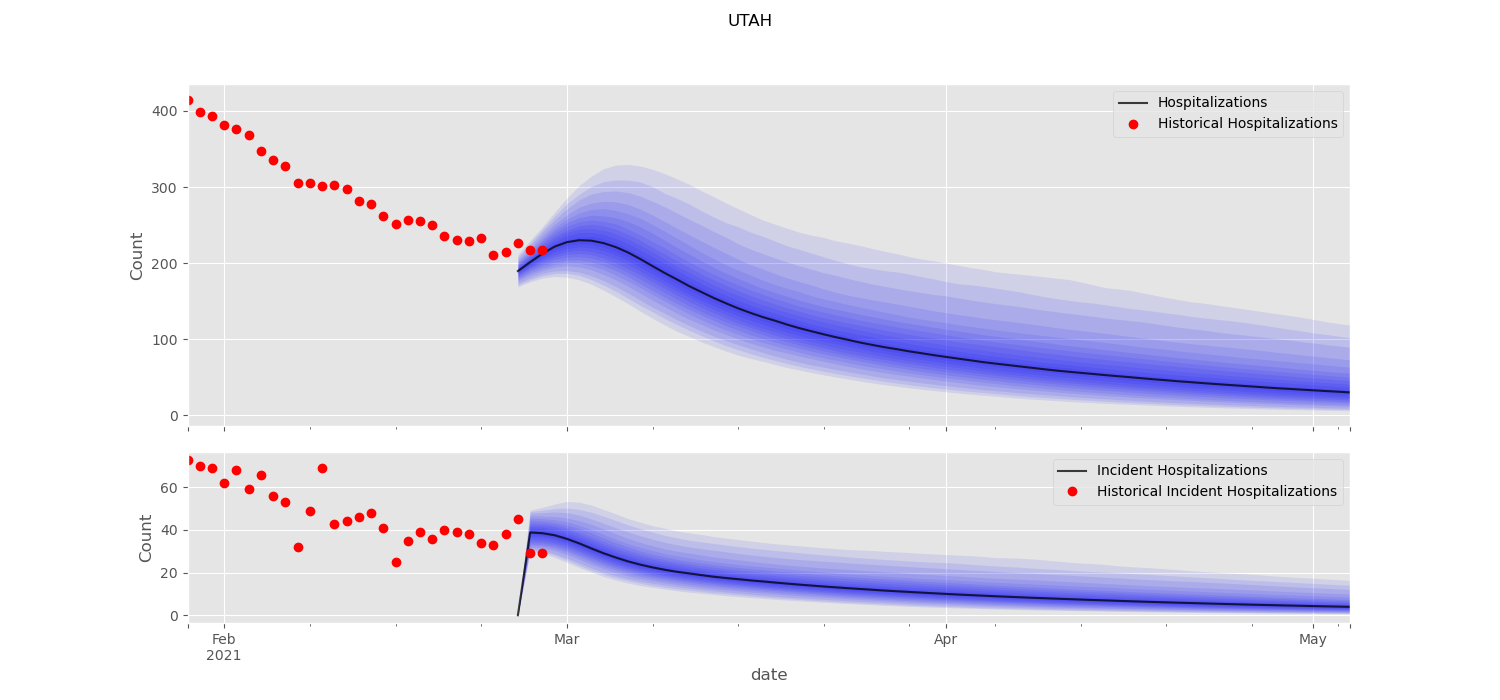 UTAH
Hospitalizations
Historical Hospitalizations
400
300
200
100
0
Count
Incident Hospitalizations
Historical Incident Hospitalizations
60
40
20
0
Count
Feb
2021
Mar
Apr
May
date